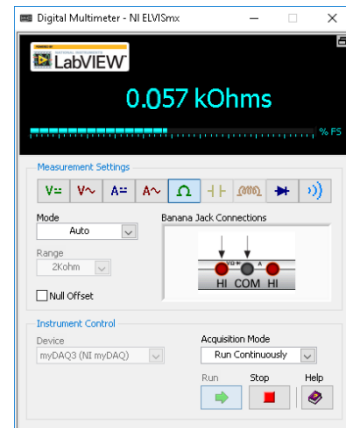 Digital Multimeter - NI ELVISmx
LabVIEW
0.057 kOhms
% FS
Measurement Settings
V= V~ A= A~ Ω
Mode
Banana Jack Connections
Auto
Range
2Kohm
HI COM HI
Null Offset
Instrument Control
Device
Acquisition Mode
myDAQ3 (NI myDAQ)
Run Continuously
Run Stop Help